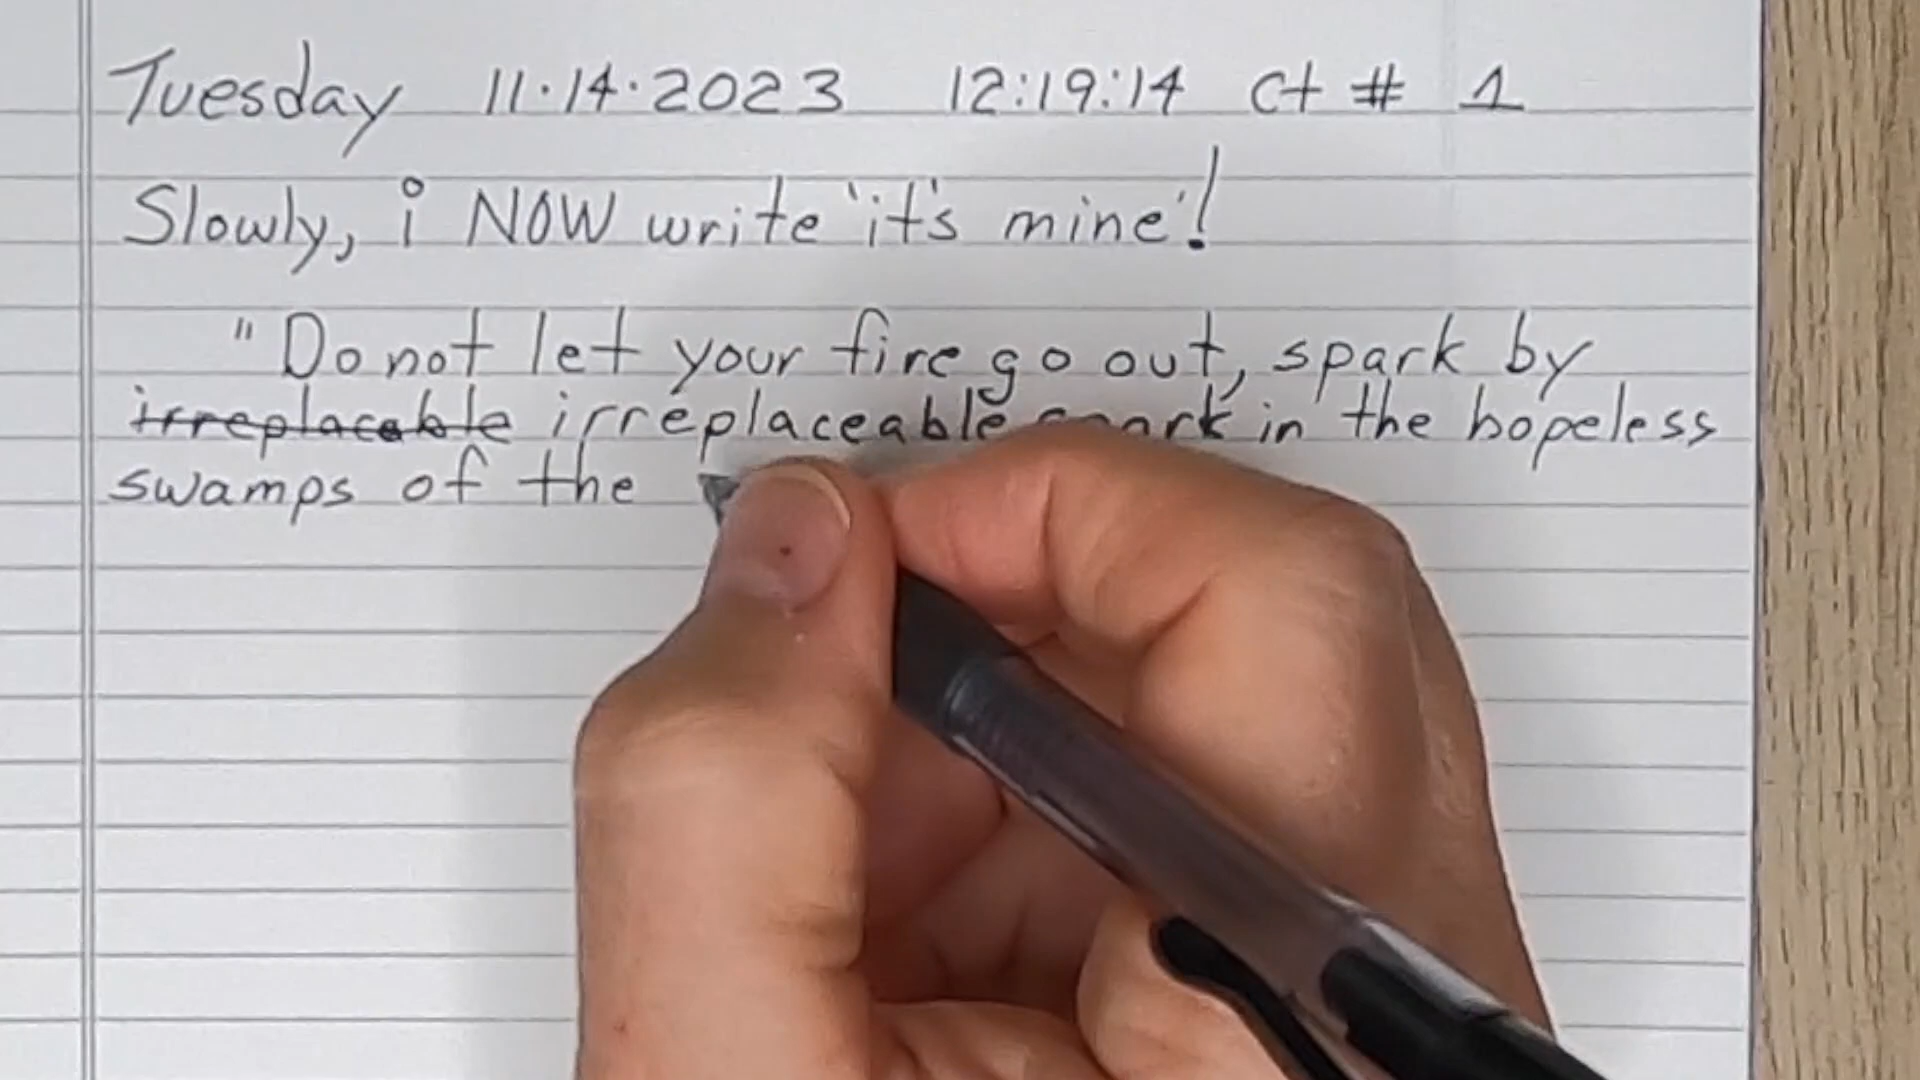 Tuesday 11·14·2023 12:19:14 Ct # 1
Slowly, i NOW write 'it's mine'!
"Do not let your fire go out, spark by
irreplacable irreplaceable spark in the hopeless
swamps of the